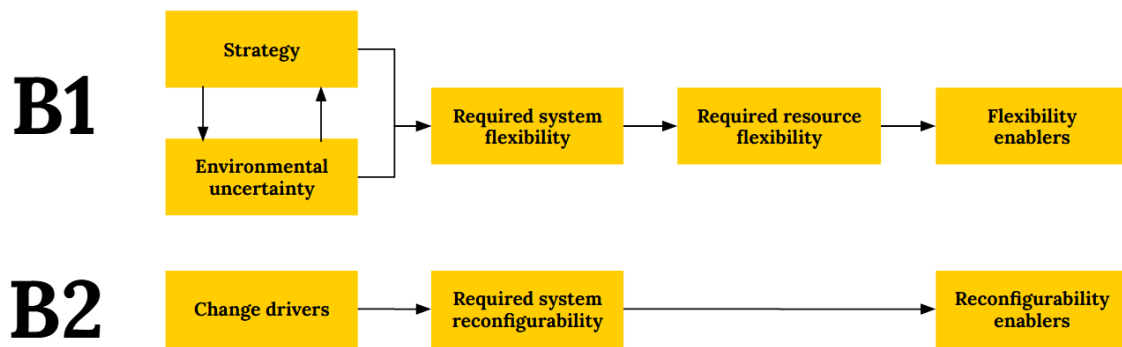 B1
Strategy
Environmental
uncertainty
Required system
flexibility
Required resource
flexibility
Flexibility
enablers
B2
Change drivers
Required system
reconfigurability
Reconfigurability
enablers